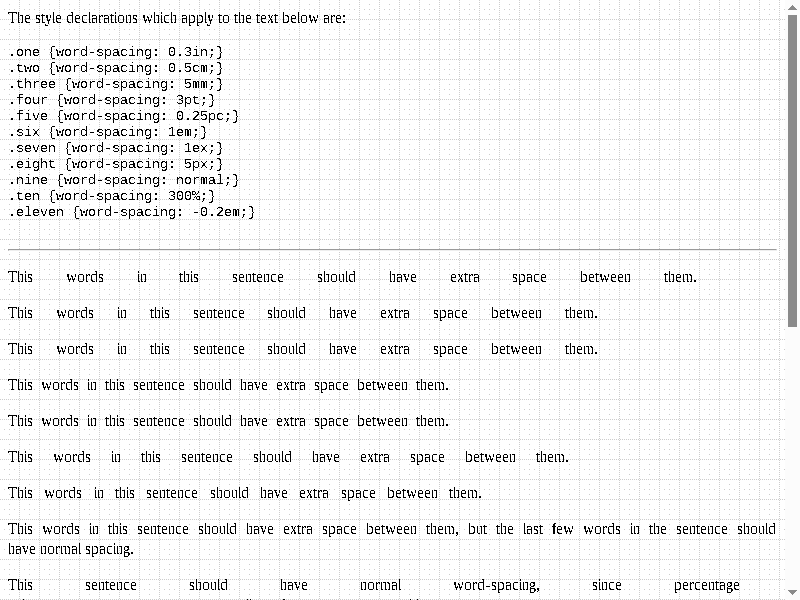 The style declarations which apply to the text below are:
.one {word-spacing: 0.3in;}
.two {word-spacing: 0.5cm;}
.three {word-spacing: 5mm;}
.four {word-spacing: 3pt;}
.five {word-spacing: 0.25pc;}
.six {word-spacing: 1em;}
.seven {word-spacing: 1ex;}
.eight {word-spacing: 5px;}
.nine {word-spacing: normal;}
.ten {word-spacing: 300%;}
.eleven {word-spacing: -0.2em;}
This words in this sentence should have extra space between them.
This words in this sentence should have extra space between them.
This words in this sentence should have extra space between them.
This words in this sentence should have extra space between them.
This words in this sentence should have extra space between them.
This words in this sentence should have extra space between them.
This words in this sentence should have extra space between them.
This words in this sentence should have extra space between them, but the last few words in the sentence should
have normal spacing.
This sentence should have normal word-spacing, since percentage